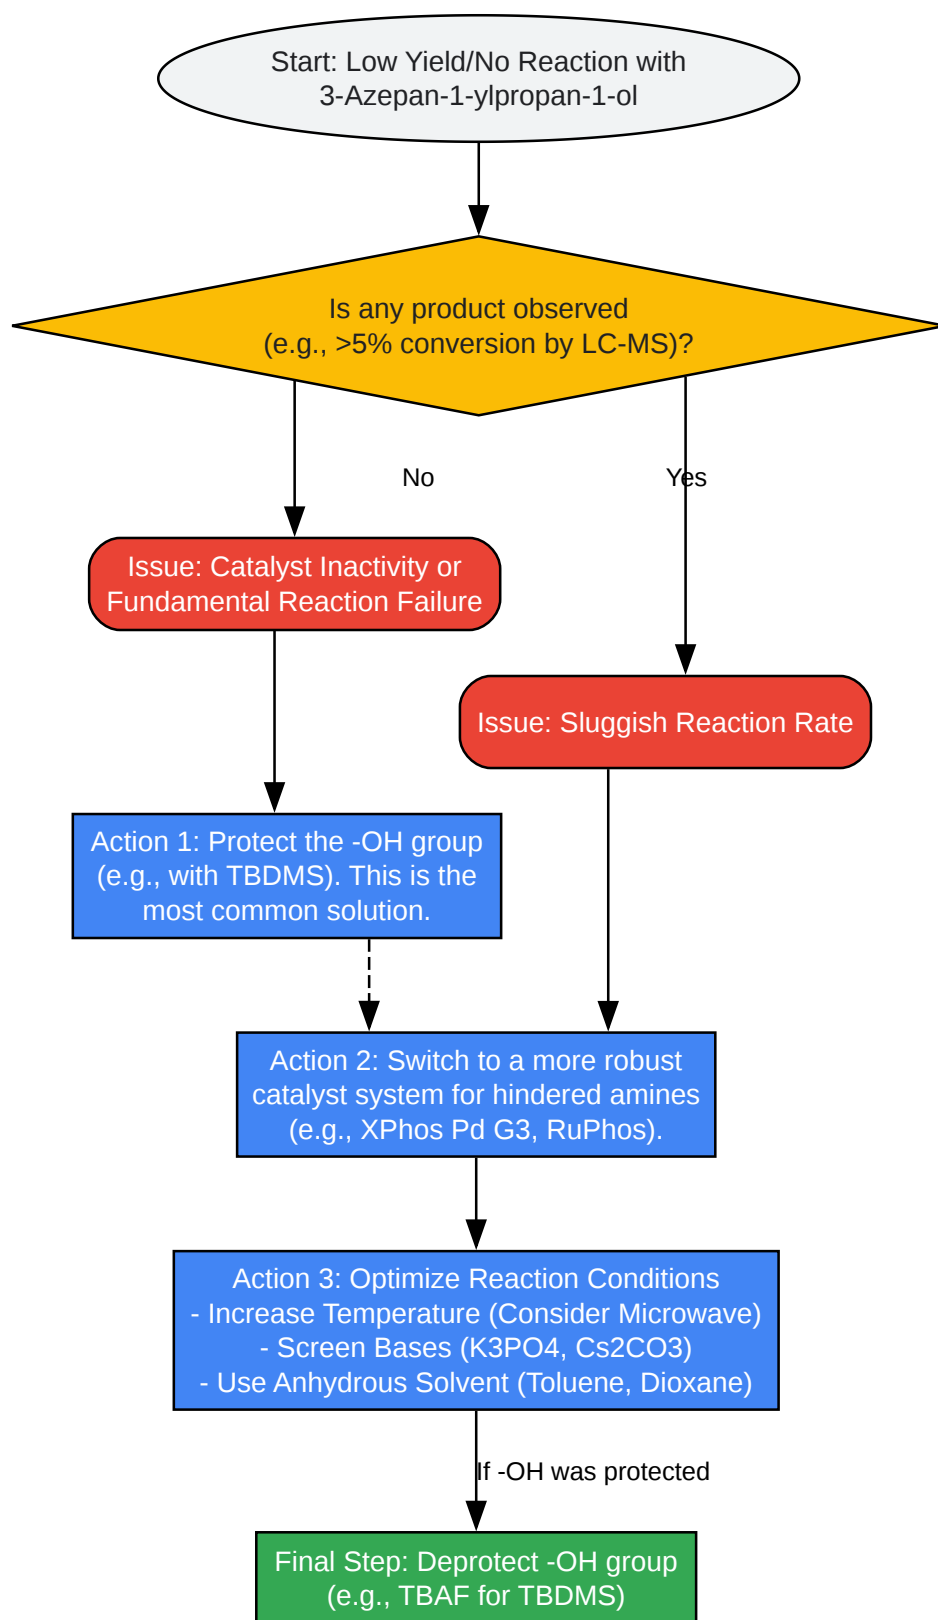 Start: Low Yield/No Reaction with
3-Azepan-1-ylpropan-1-ol
Is any product observed
(e.g., >5% conversion by LC-MS)?
No
Yes
Issue: Catalyst Inactivity or
Fundamental Reaction Failure
Issue: Sluggish Reaction Rate
Action 1: Protect the -OH group
(e.g., with TBDMS). This is the
most common solution.
Action 2: Switch to a more robust
catalyst system for hindered amines
(e.g., XPhos Pd G3, RuPhos).
Action 3: Optimize Reaction Conditions
- Increase Temperature (Consider Microwave)
- Screen Bases (K3PO4, Cs2CO3)
- Use Anhydrous Solvent (Toluene, Dioxane)
If -OH was protected
Final Step: Deprotect -OH group
(e.g., TBAF for TBDMS)